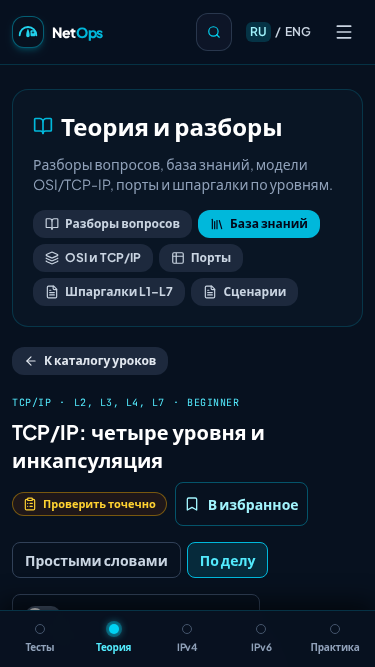 NetOps
RU / ENG
Теория и разборы
Разборы вопросов, база знаний, модели
OSI/TCP-IP, порты и шпаргалки по уровням.
Разборы вопросов
База знаний
OSI и TCP/IP
Порты
Шпаргалки L1–L7
Сценарии
К каталогу уроков
TCP/IP · L2, L3, L4, L7 · BEGINNER
TCP/IP: четыре уровня и
инкапсуляция
Проверить точечно
В избранное
Простыми словами
По делу
Тесты
Теория
IPv4
IPv6
Практика